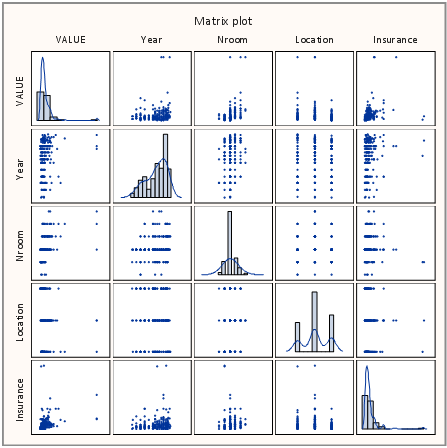 Matrix plot
VALUE Year Nroom Location Insurance
VALUE
Year
Nroom
Location
Insurance